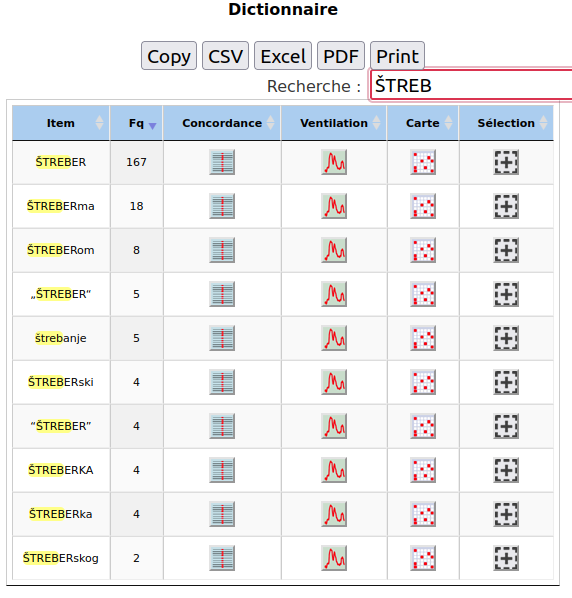 Dictionnaire
Copy CSV Excel PDF Print
Recherche : ŠTREB
Item Fq Concordance Ventilation Carte Sélection
ŠTREBER 167
ŠTREBERma 18
ŠTREBERom 8
„ŠTREBER“ 5
štrebanje 5
ŠTREBERski 4
“ŠTREBER” 4
ŠTREBERKA 4
ŠTREBERka 4
ŠTREBERskog 2